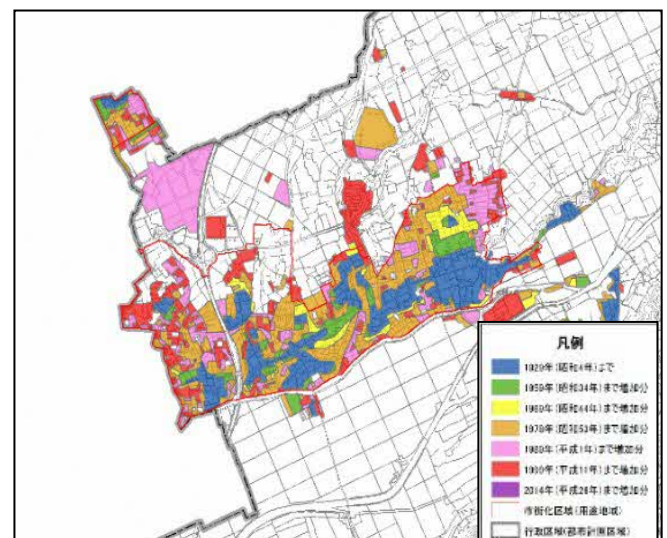 凡例
1929年(昭和4年)まで
1959年(昭和34年)まで増加分
1969年(昭和44年)まで増加分
1978年(昭和53年)まで増加分
1989年(平成1年)まで増加分
1999年(平成11年)まで増加分
2014年(平成26年)まで増加分
市街化区域(用途地域)
行政区域(都市計画区域)